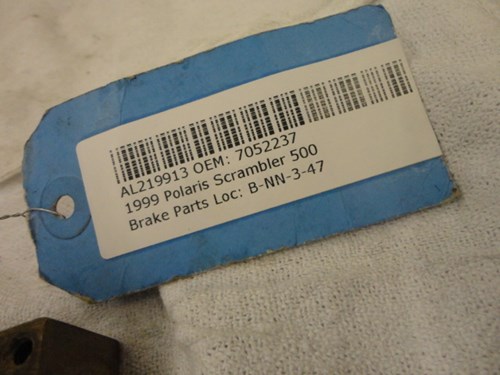 AL219913 OEM: 7052237
1999 Polaris Scrambler 500
Brake Parts Loc: B-NN-3-47